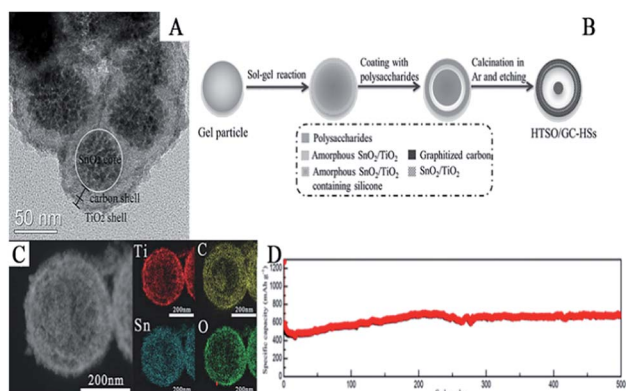 A
SnO₂ core
carbon shell
TiO₂ shell
50 nm
B
Sol-gel reaction
Coating with
polysaccharides
Calcination in
Ar and etching
Gel particle
HTSO/GC-HSs
Polysaccharides
Amorphous SnO₂/TiO₂
Graphitized carbon
Amorphous SnO₂/TiO₂
containing silicone
SnO₂/TiO₂
C
200nm
Ti
200nm
C
200nm
Sn
200nm
O
200nm
D
Specific capacity (mAh g⁻¹)
1200
1000
800
600
400
200
0
0
100
200
300
400
500